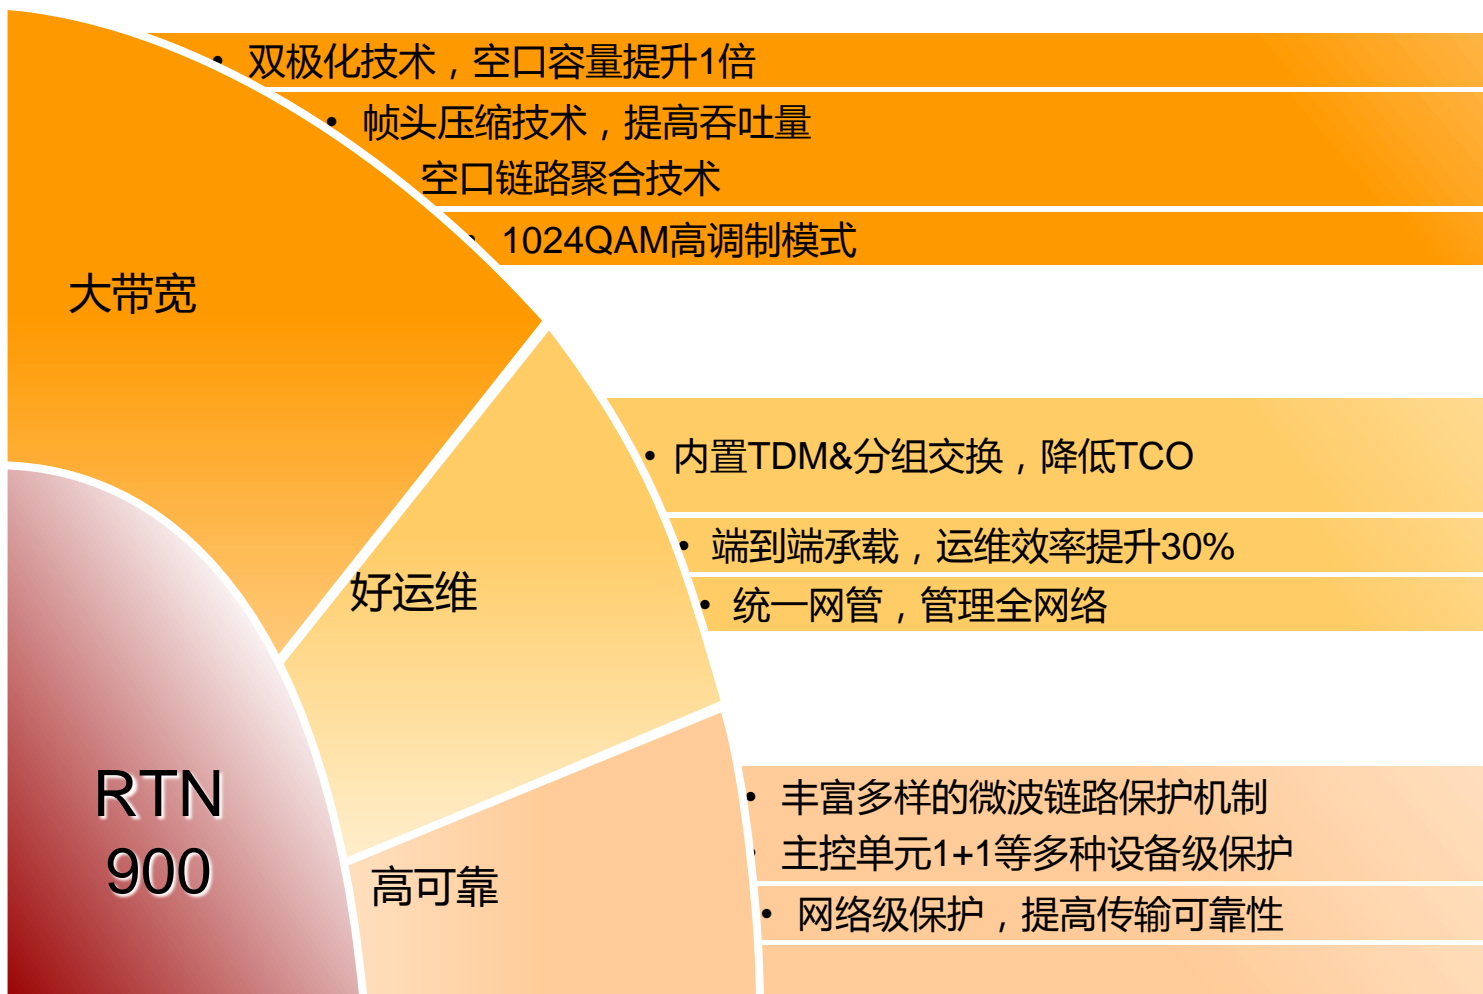 • 双极化技术，空口容量提升1倍
• 帧头压缩技术，提高吞吐量
空口链路聚合技术
• 1024QAM高调制模式
大带宽
• 内置TDM&分组交换，降低TCO
• 端到端承载，运维效率提升30%
• 统一网管，管理全网络
好运维
• 丰富多样的微波链路保护机制
• 主控单元1+1等多种设备级保护
• 网络级保护，提高传输可靠性
高可靠
RTN
900